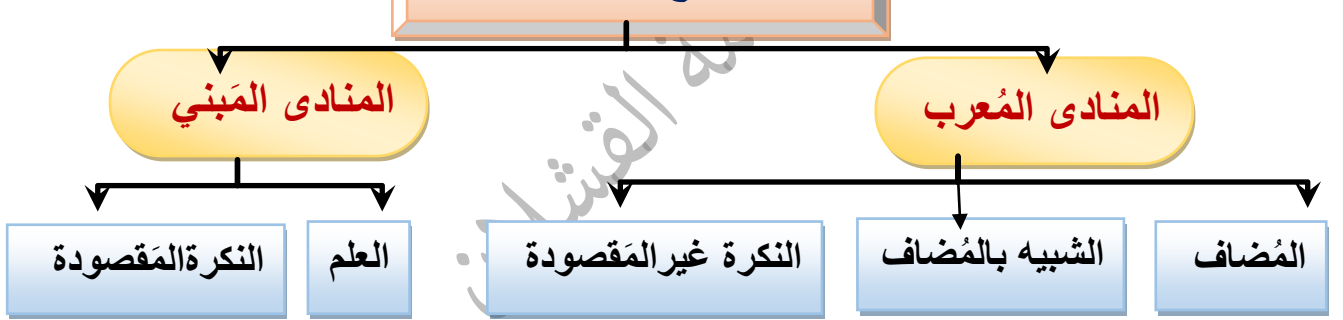 المنادى المُعرب
المنادى المَبني
المُضاف
الشبيه بالمُضاف
النكرة غيرالمَقصودة
العلم
النكرةالمَقصودة